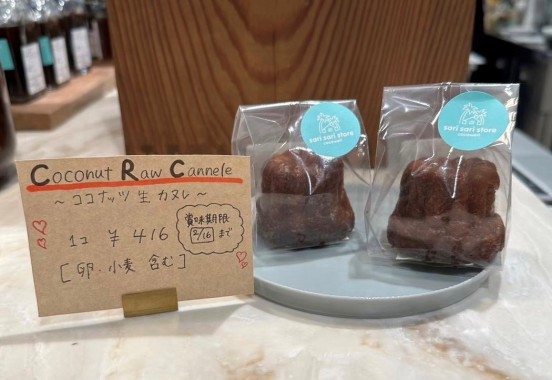 Coconut Raw Cannele
~ココナッツ 生 カヌレ~
1コ ¥416
賞味期限
2/16 まで
[卵・小麦 含む]
sari sari store
sari sari store